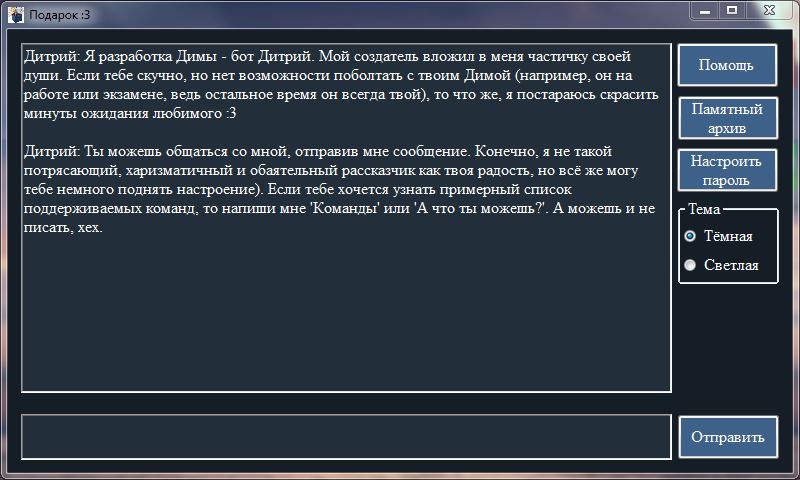 Подарок :3
Дитрий: Я разработка Димы - бот Дитрий. Мой создатель вложил в меня частичку своей
души. Если тебе скучно, но нет возможности поболтать с твоим Димой (например, он на
работе или экзамене, ведь остальное время он всегда твой), то что же, я постараюсь скрасить
минуты ожидания любимого :3
Дитрий: Ты можешь общаться со мной, отправив мне сообщение. Конечно, я не такой
потрясающий, харизматичный и обаятельный рассказчик как твоя радость, но всё же могу
тебе немного поднять настроение). Если тебе хочется узнать примерный список
поддерживаемых команд, то напиши мне 'Команды' или 'А что ты можешь?'. А можешь и не
писать, хех.
Помощь
Памятный
архив
Настроить
пароль
Тема
Тёмная
Светлая
Отправить